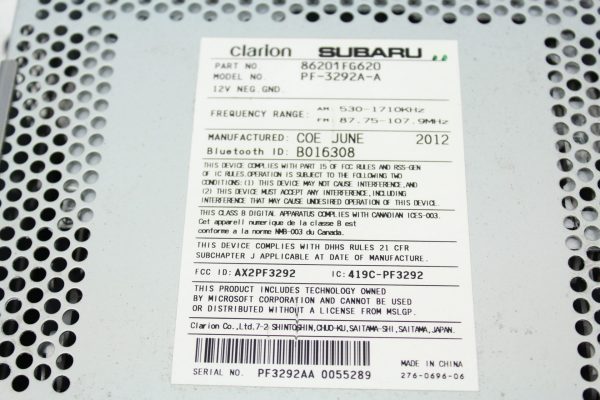 clarion SUBARU
PART NO 86201FG620
MODEL NO. PF-3292A-A
12V NEG.GND.
FREQUENCY RANGE: AM: 530-1710KHz
FM: 87.75-107.9MHz
MANUFACTURED: COE JUNE 2012
Bluetooth ID: B016308
THIS DEVICE COMPLIES WITH PART 15 OF FCC RULES AND RSS-GEN
OF IC RULES.OPERATION IS SUBJECT TO THE FOLLOWING TWO
CONDITIONS: (1) THIS DEVICE MAY NOT CAUSE INTERFERENCE,AND
(2) THIS DEVICE MUST ACCEPT ANY INTERFERENCE,INCLUDING
INTERFERENCE THAT MAY CAUSE UNDESIRED OPERATION OF THIS DEVICE.
THIS CLASS B DIGITAL APPARATUS COMPLIES WITH CANADIAN ICES-003.
Cet appareil numerique de la classe B est
conforme a la norme NMB-003 du Canada.
THIS DEVICE COMPLIES WITH DHHS RULES 21 CFR
SUBCHAPTER J APPLICABLE AT DATE OF MANUFACTURE.
FCC ID: AX2PF3292 IC: 419C-PF3292
THIS PRODUCT INCLUDES TECHNOLOGY OWNED
BY MICROSOFT CORPORATION AND CANNOT BE USED
OR DISTRIBUTED WITHOUT A LICENSE FROM MSLGP.
Clarion Co.,Ltd,7-2 SHINTOSHIN,CHUO-KU,SAITAMA-SHI,SAITAMA,JAPAN.
MADE IN CHINA
SERIAL NO. PF3292AA 0055289 276-0696-06